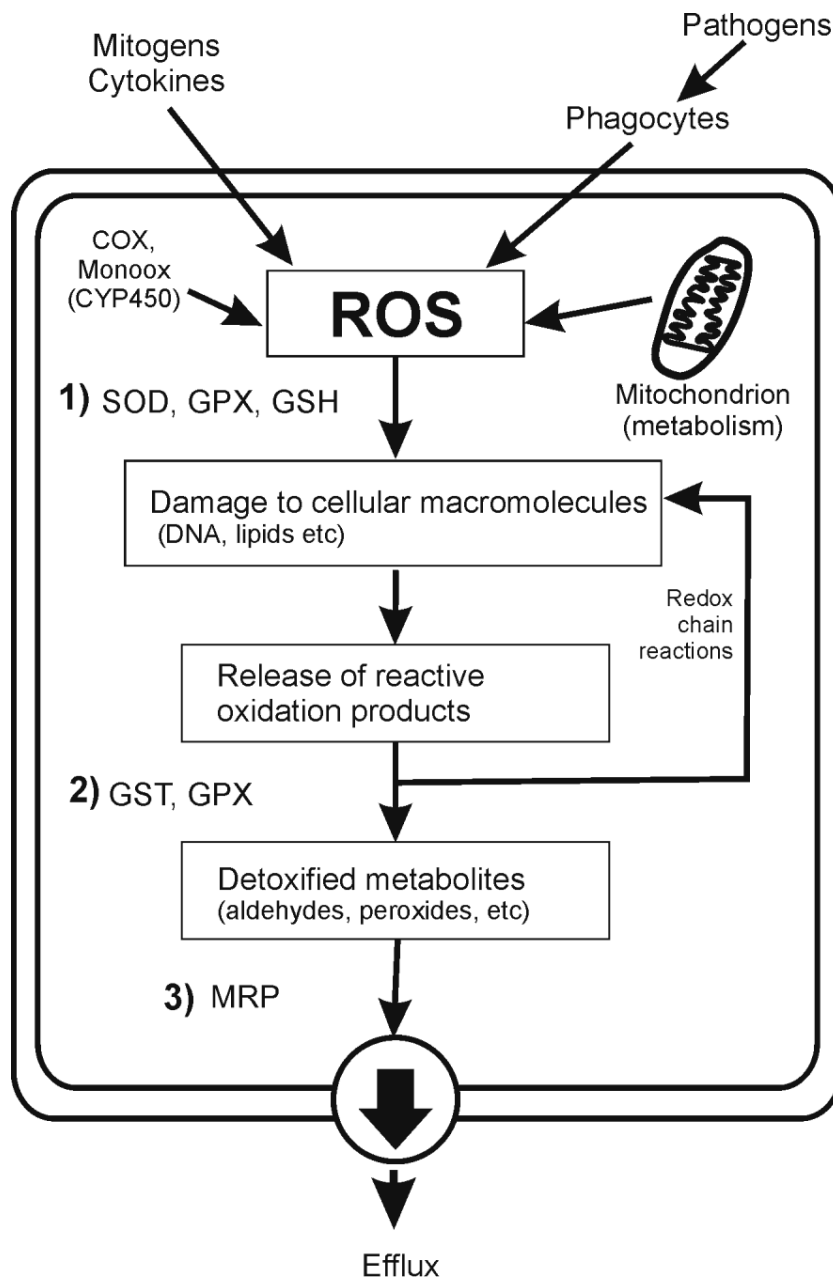 Pathogens
Mitogens
Cytokines
Phagocytes
COX,
Monoox
(CYP450)
ROS
Mitochondrion
(metabolism)
1) SOD, GPX, GSH
Damage to cellular macromolecules
(DNA, lipids etc)
Redox
chain
reactions
Release of reactive
oxidation products
2) GST, GPX
Detoxified metabolites
(aldehydes, peroxides, etc)
3) MRP
Efflux